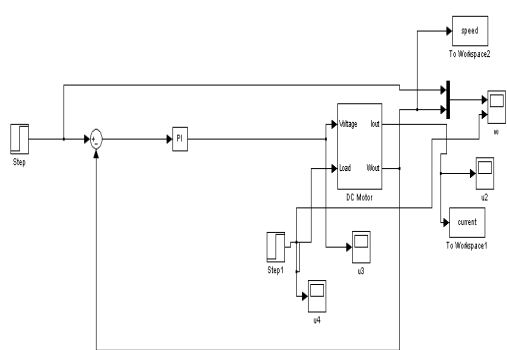 speed
To Workspace2
Step
+
−
PI
Voltage
Iout
Load
Wout
DC Motor
w
u2
current
To Workspace1
Step1
u3
u4